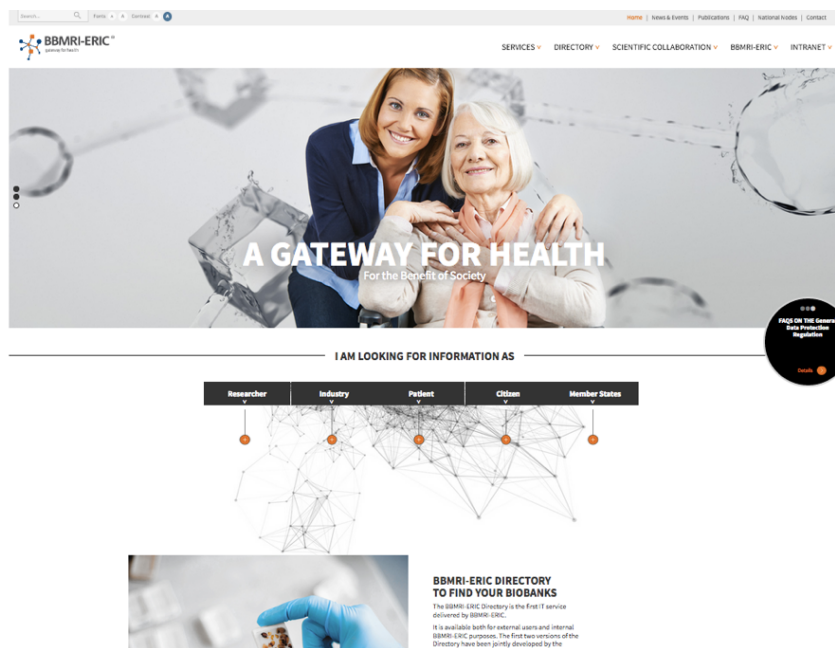 Search...
Fonts A A Contrast A A
Home | News & Events | Publications | FAQ | National Nodes | Contact
BBMRI-ERIC®
gateway for health
SERVICES DIRECTORY SCIENTIFIC COLLABORATION BBMRI-ERIC INTRANET
A GATEWAY FOR HEALTH
For the Benefit of Society
FAQS ON THE General
Data Protection
Regulation
Details
I AM LOOKING FOR INFORMATION AS
Researcher Industry Patient Citizen Member States
BBMRI-ERIC DIRECTORY
TO FIND YOUR BIOBANKS
The BBMRI-ERIC Directory is the first IT service
delivered by BBMRI-ERIC.
It is available both for external users and internal
BBMRI-ERIC purposes. The first two versions of the
Directory have been jointly developed by the